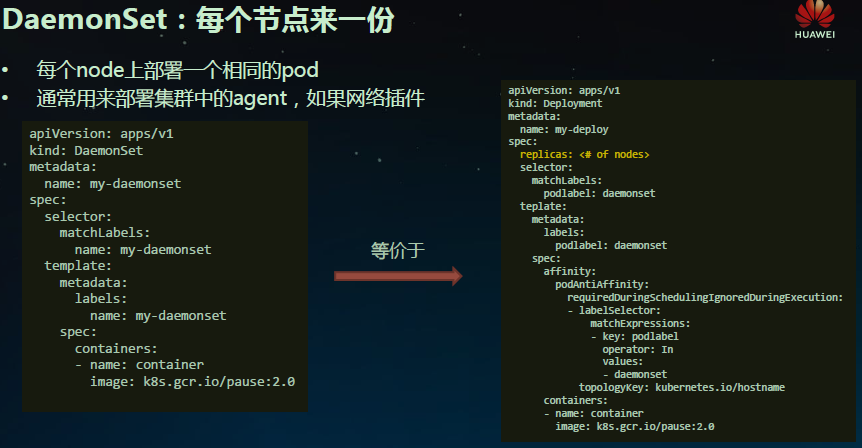 DaemonSet：每个节点来一份
HUAWEI
• 每个node上部署一个相同的pod
• 通常用来部署集群中的agent，如果网络插件
apiVersion: apps/v1
kind: DaemonSet
metadata:
  name: my-daemonset
spec:
  selector:
    matchLabels:
      name: my-daemonset
  template:
    metadata:
      labels:
        name: my-daemonset
    spec:
      containers:
      - name: container
        image: k8s.gcr.io/pause:2.0
等价于
apiVersion: apps/v1
kind: Deployment
metadata:
  name: my-deploy
spec:
  replicas: <# of nodes>
  selector:
    matchLabels:
      podlabel: daemonset
  teplate:
    metadata:
      labels:
        podlabel: daemonset
    spec:
      affinity:
        podAntiAffinity:
          requiredDuringSchedulingIgnoredDuringExecution:
          - labelSelector:
              matchExpressions:
              - key: podlabel
                operator: In
                values:
                - daemonset
            topologyKey: kubernetes.io/hostname
      containers:
      - name: container
        image: k8s.gcr.io/pause:2.0